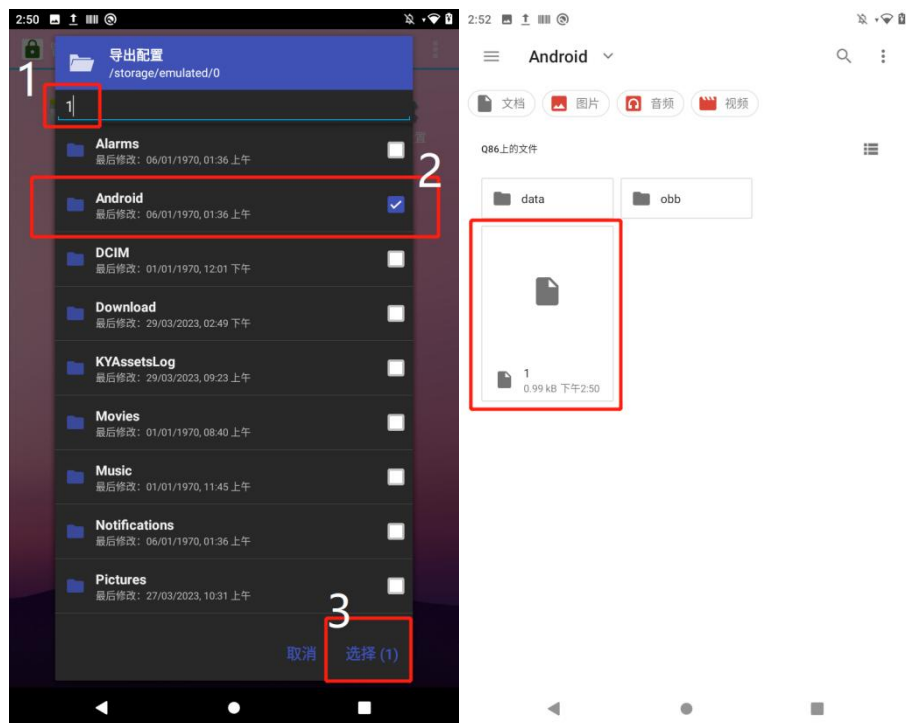 2:50
1
导出配置
/storage/emulated/0
1
Alarms
最后修改：06/01/1970, 01:36 上午
2
Android
最后修改：06/01/1970, 01:36 上午
DCIM
最后修改：01/01/1970, 12:01 下午
Download
最后修改：29/03/2023, 02:49 下午
KYAssetsLog
最后修改：29/03/2023, 09:23 上午
Movies
最后修改：01/01/1970, 08:40 上午
Music
最后修改：01/01/1970, 11:45 上午
Notifications
最后修改：06/01/1970, 01:36 上午
Pictures
最后修改：27/03/2023, 10:31 上午
3
取消 选择 (1)
2:52
Android
文档 图片 音频 视频
Q86上的文件
data obb
1
0.99 kB 下午2:50